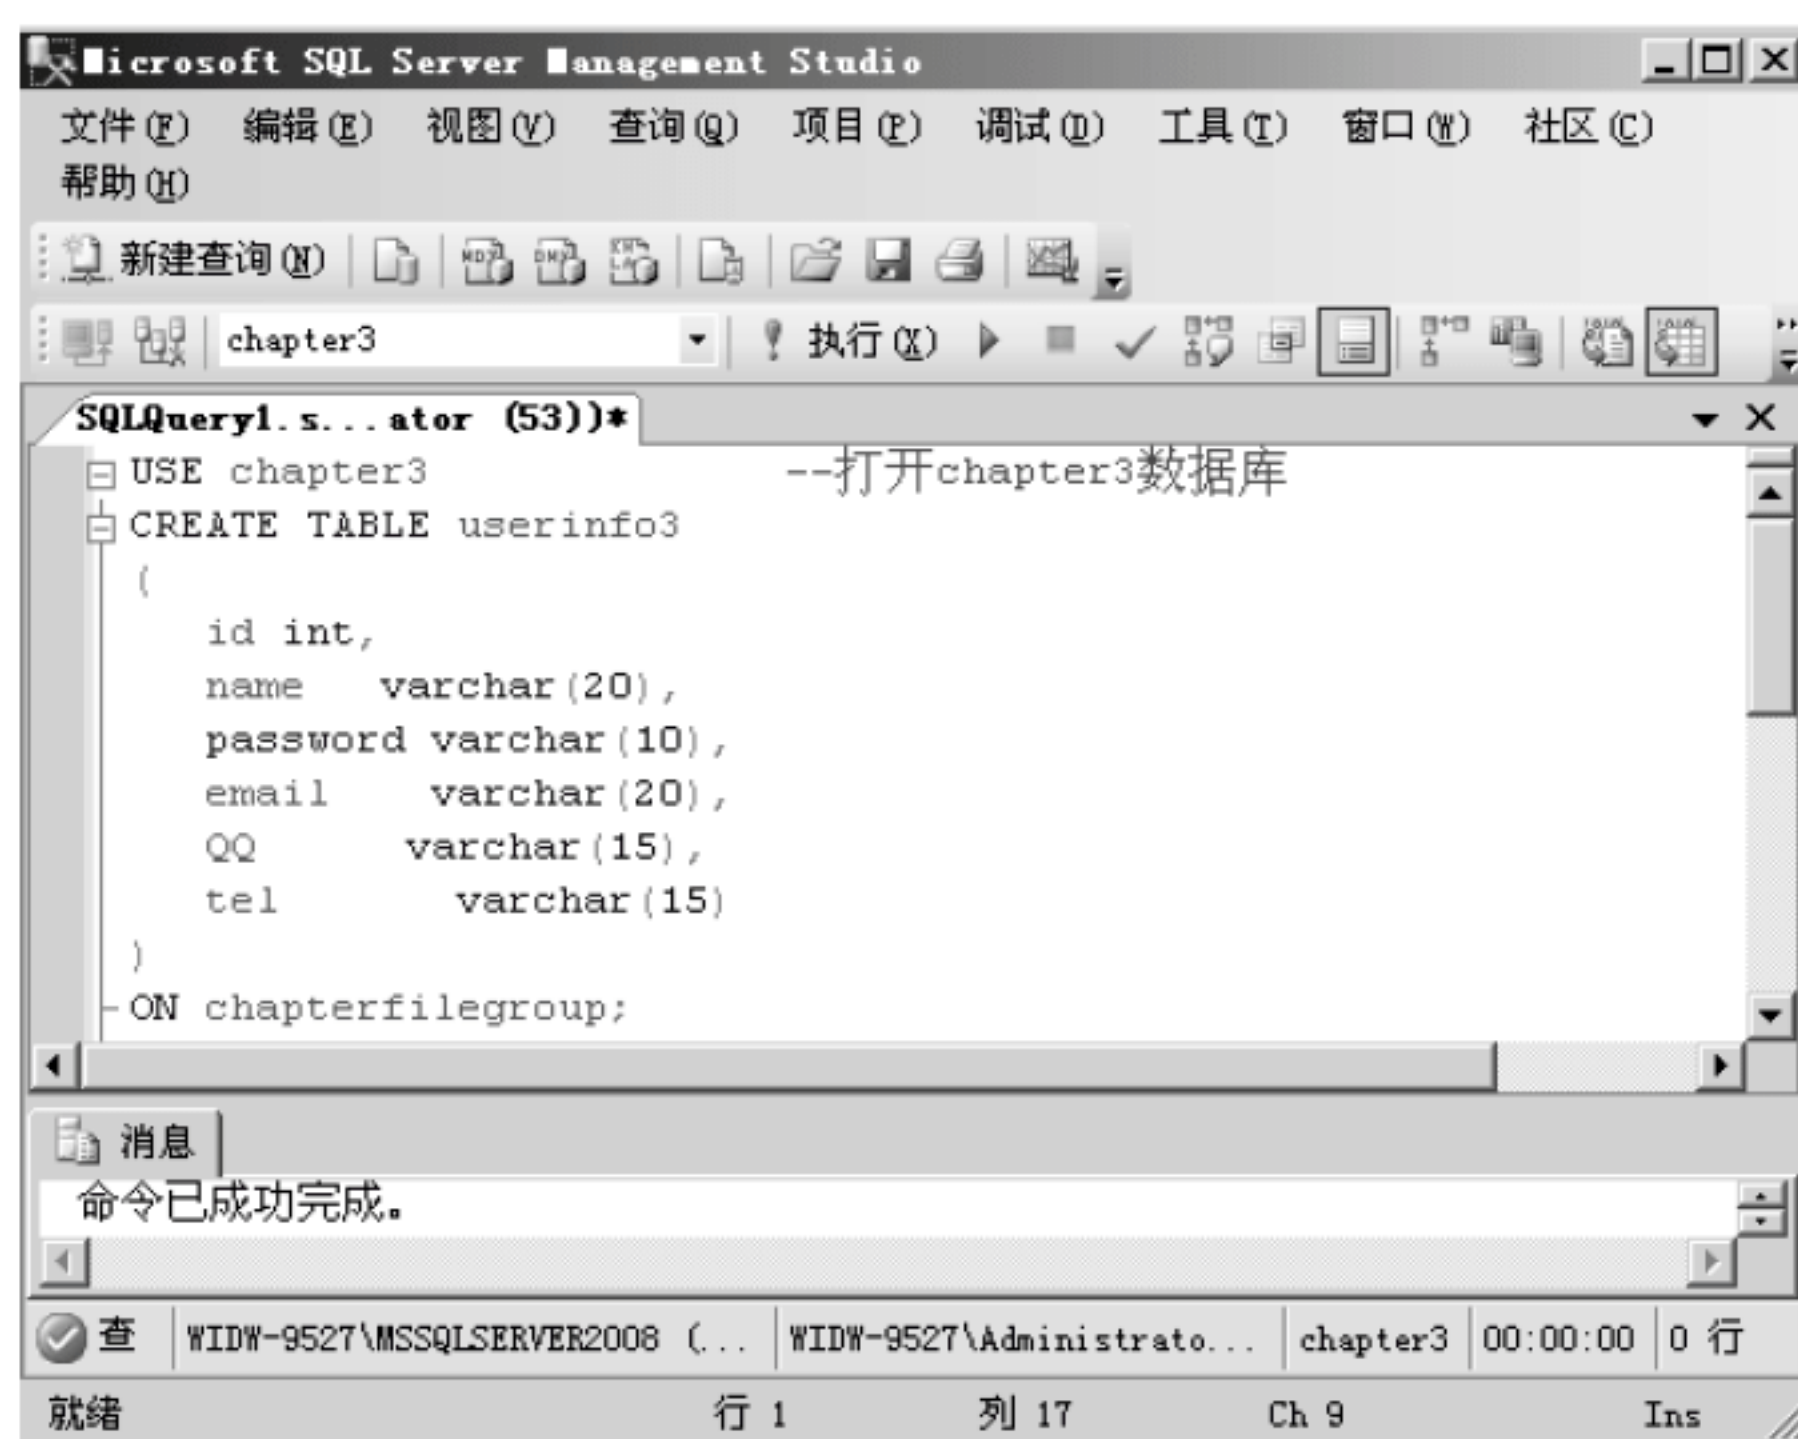 Microsoft SQL Server Management Studio
文件(F) 编辑(E) 视图(V) 查询(Q) 项目(P) 调试(D) 工具(T) 窗口(W) 社区(C)
帮助(H)
新建查询(N)
chapter3 执行(X)
SQLQuery1.s...ator (53))*
USE chapter3 --打开chapter3数据库
CREATE TABLE userinfo3
(
id int,
name varchar(20),
password varchar(10),
email varchar(20),
QQ varchar(15),
tel varchar(15)
)
ON chapterfilegroup;
消息
命令已成功完成。
查 WIDW-9527\MSSQLSERVER2008 (... WIDW-9527\Administrato... chapter3 00:00:00 0 行
就绪 行 1 列 17 Ch 9 Ins